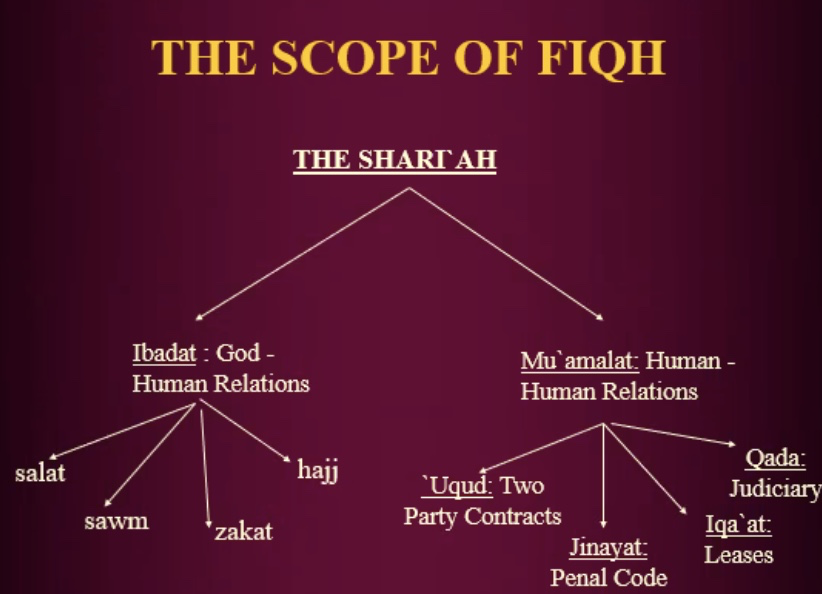 THE SCOPE OF FIQH
THE SHARI`AH
Ibadat : God -
Human Relations
Mu`amalat: Human -
Human Relations
salat
sawm
zakat
hajj
`Uqud: Two
Party Contracts
Jinayat:
Penal Code
Iqa`at:
Leases
Qada:
Judiciary